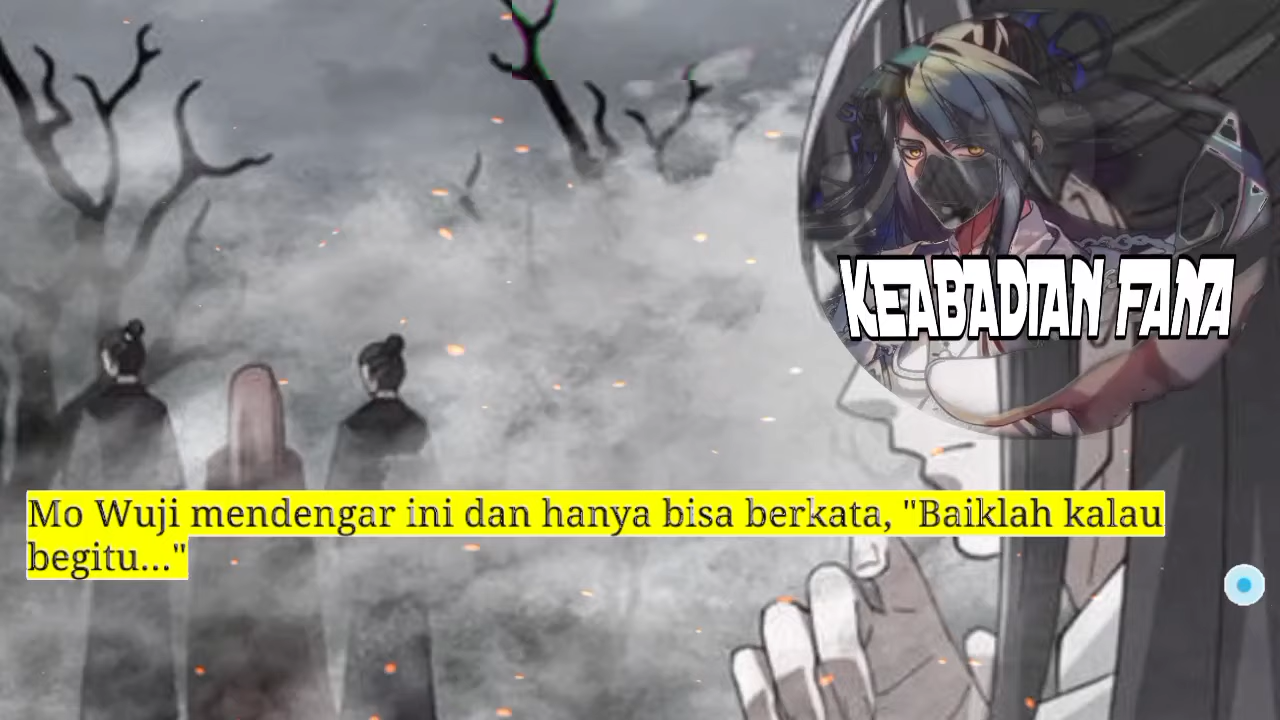 KEABADIAN FANA
Mo Wuji mendengar ini dan hanya bisa berkata, "Baiklah kalau
begitu..."